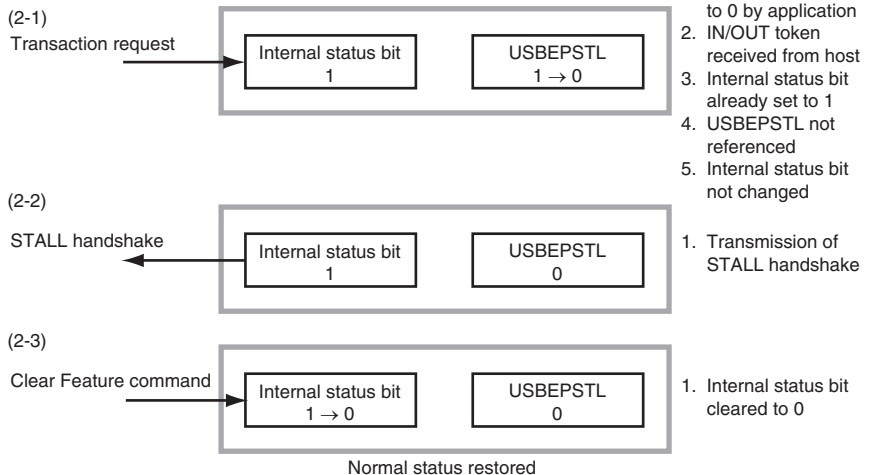 (2-1)
Transaction request
Internal status bit
1
USBEPSTL
1 → 0
to 0 by application
2. IN/OUT token
received from host
3. Internal status bit
already set to 1
4. USBEPSTL not
referenced
5. Internal status bit
not changed
(2-2)
STALL handshake
Internal status bit
1
USBEPSTL
0
1. Transmission of
STALL handshake
(2-3)
Clear Feature command
Internal status bit
1 → 0
USBEPSTL
0
1. Internal status bit
cleared to 0
Normal status restored